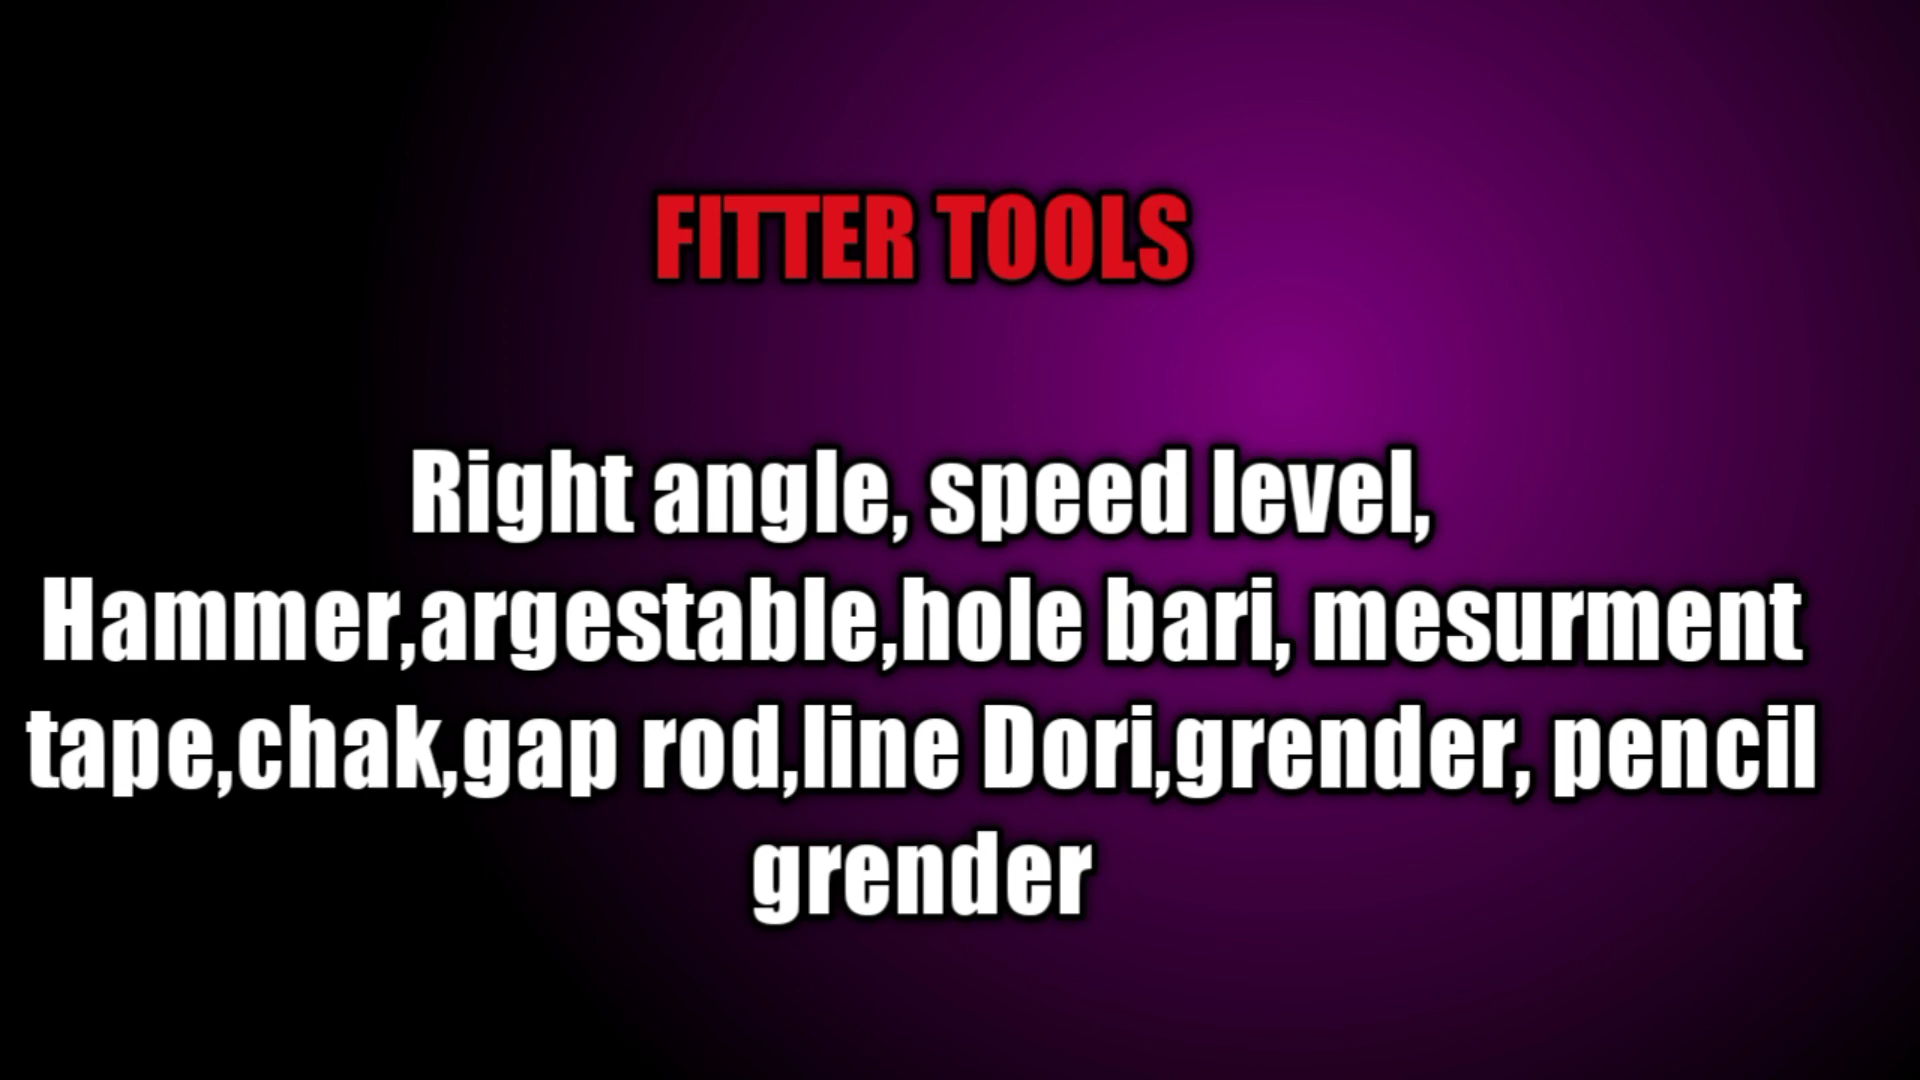 FITTER TOOLS
Right angle, speed level,
Hammer,argestable,hole bari, mesurment
tape,chak,gap rod,line Dori,grender, pencil
grender